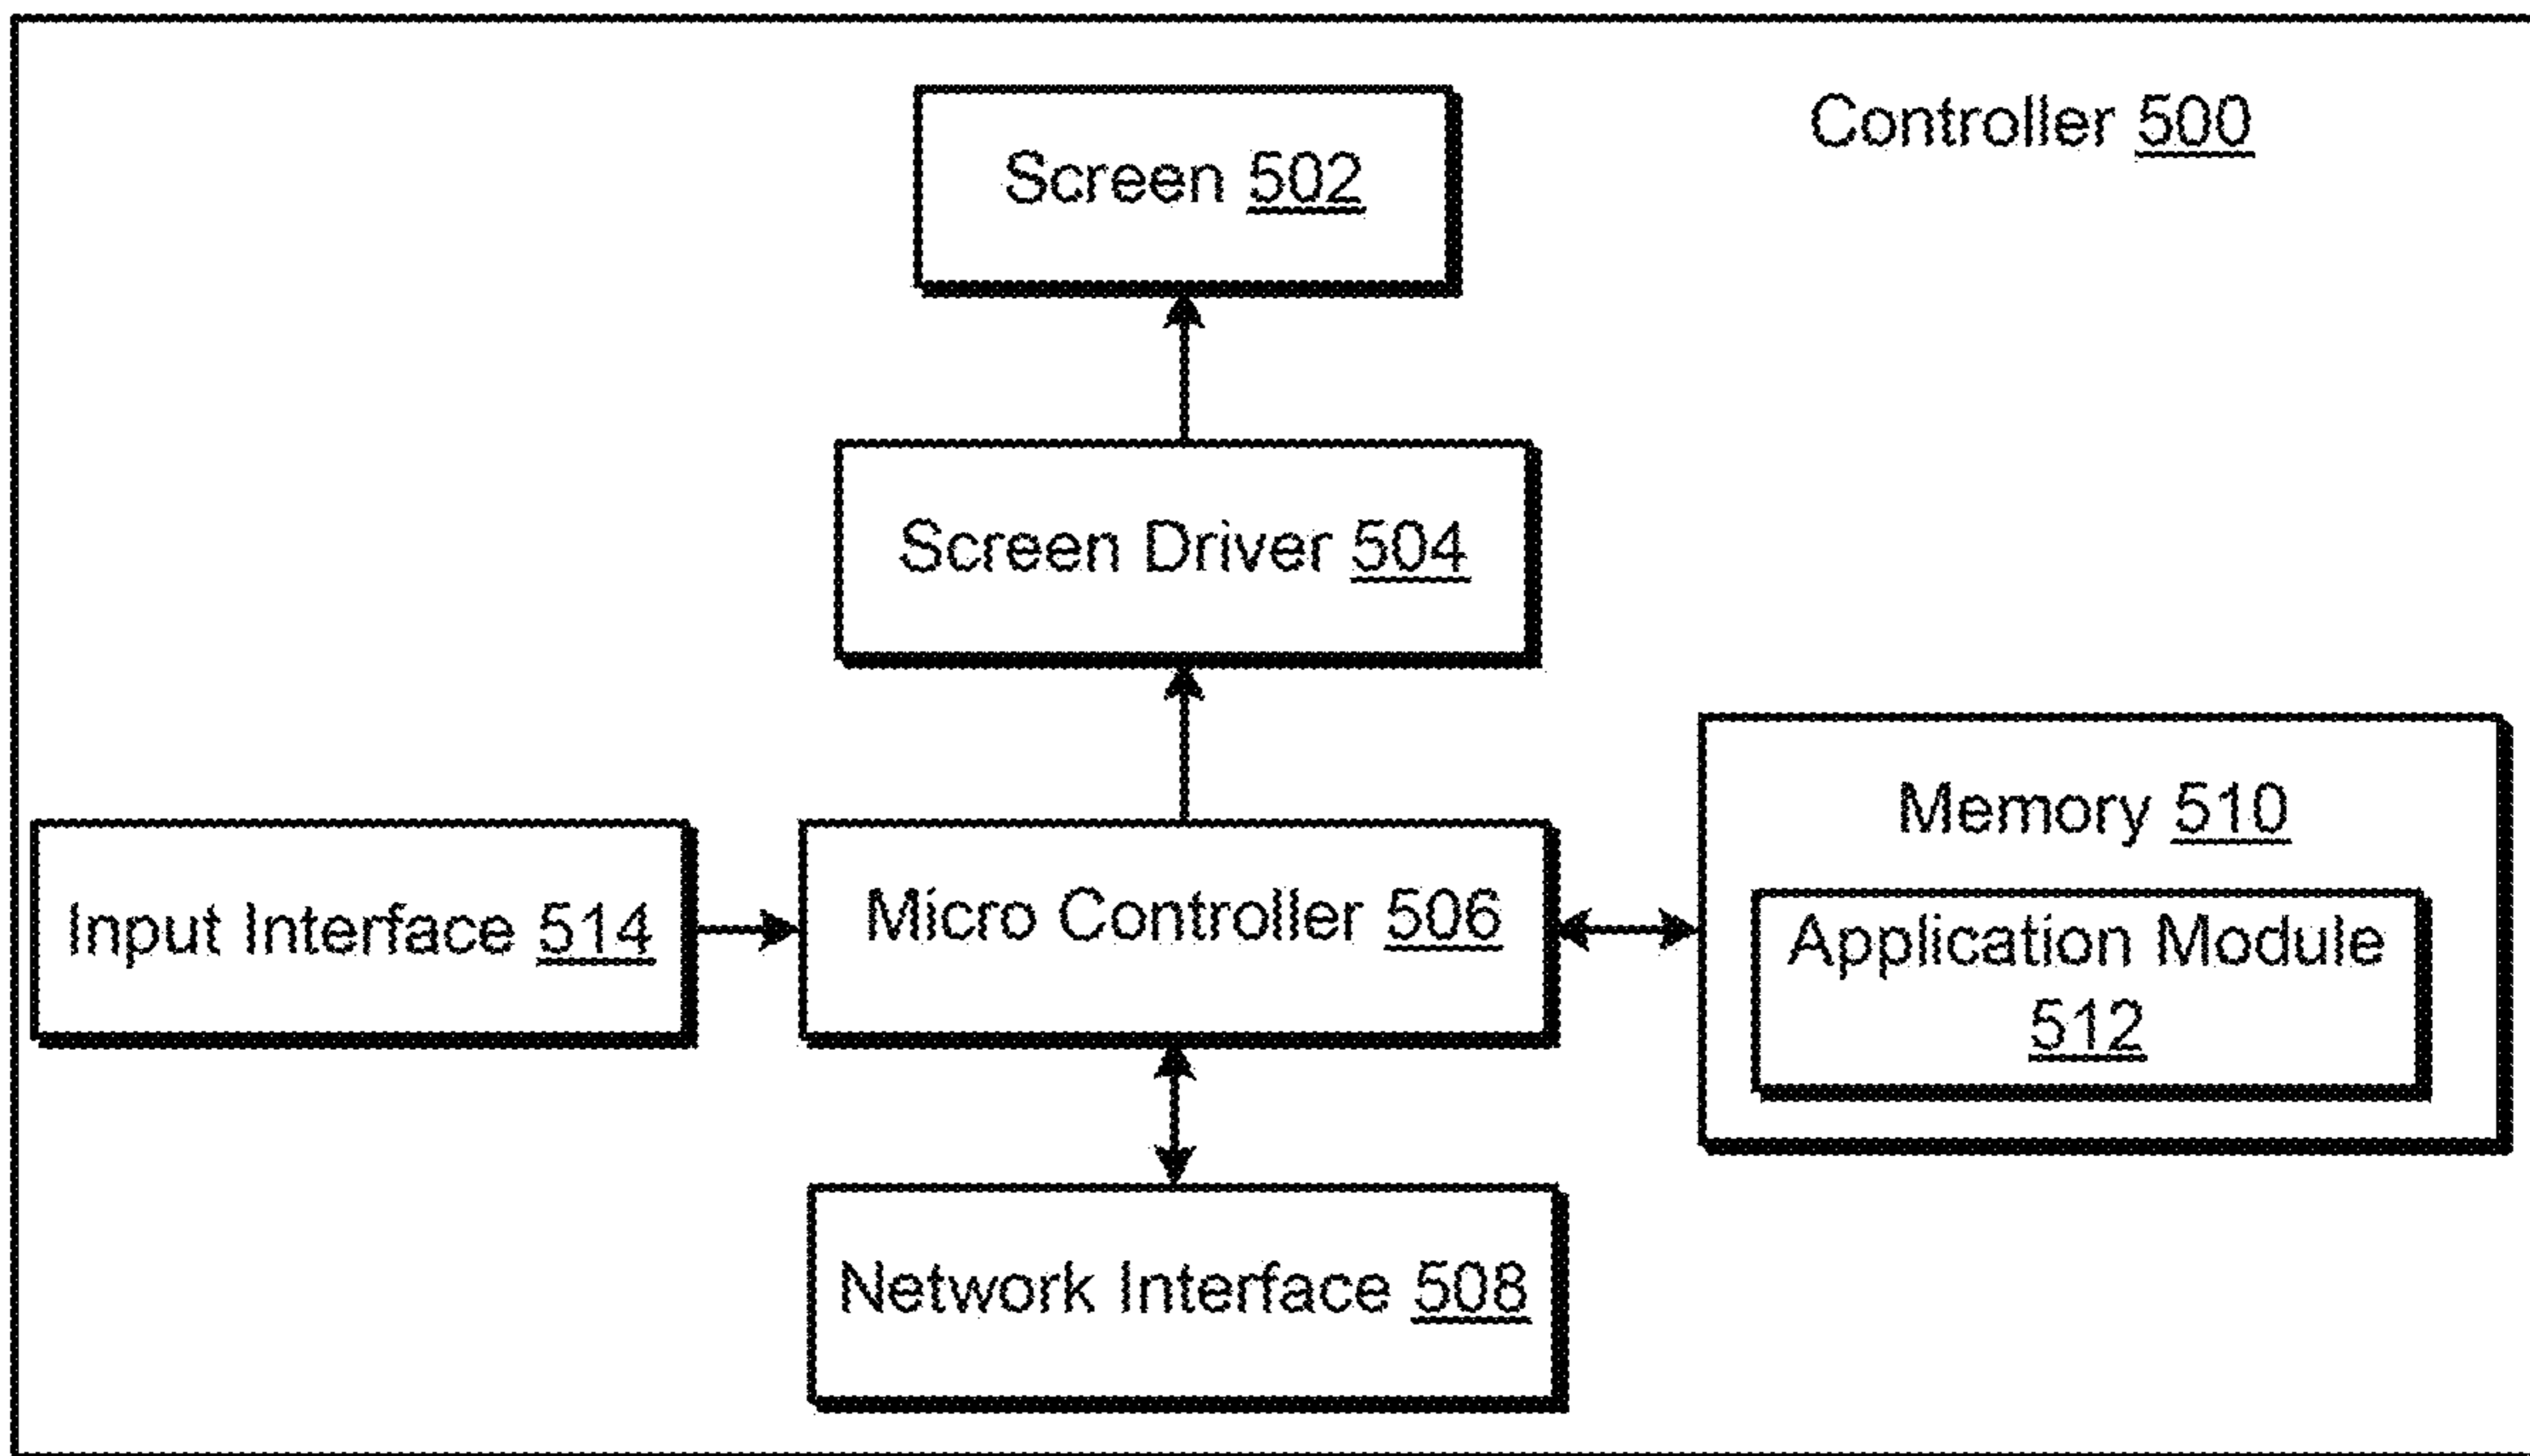 Controller 500
Screen 502
Screen Driver 504
Memory 510
Input Interface 514
Micro Controller 506
Application Module
512
Network Interface 508